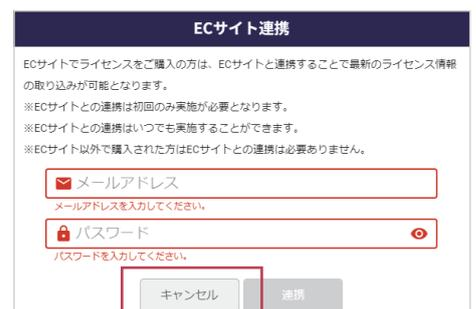 ECサイト連携
ECサイトでライセンスをご購入の方は、ECサイトと連携することで最新のライセンス情報
の取り込みが可能となります。
※ECサイトとの連携は初回のみ実施が必要となります。
※ECサイトとの連携はいつでも実施することができます。
※ECサイト以外で購入された方はECサイトとの連携は必要ありません。
メールアドレス
メールアドレスを入力してください。
パスワード
パスワードを入力してください。
キャンセル 連携